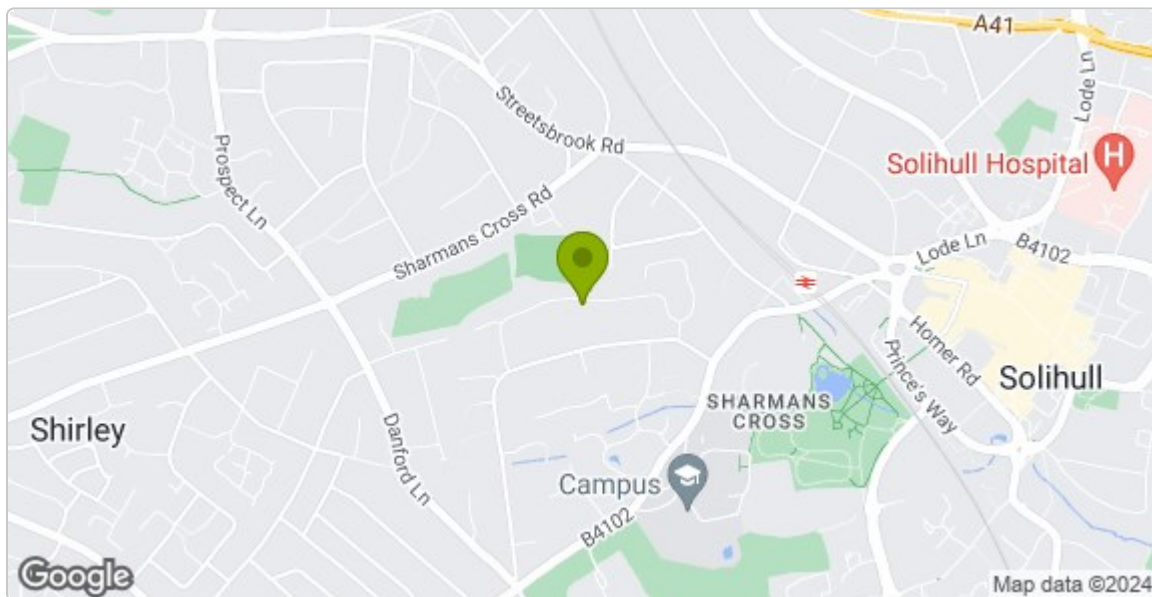 A41
Lode Ln
Streetsbrook Rd
Prospect Ln
Solihull Hospital
H
Sharmans Cross Rd
Lode Ln
B4102
Homer Rd
Prince's Way
Solihull
SHARMANS
CROSS
Shirley
Danford Ln
Campus
B4102
Google
Map data ©2024